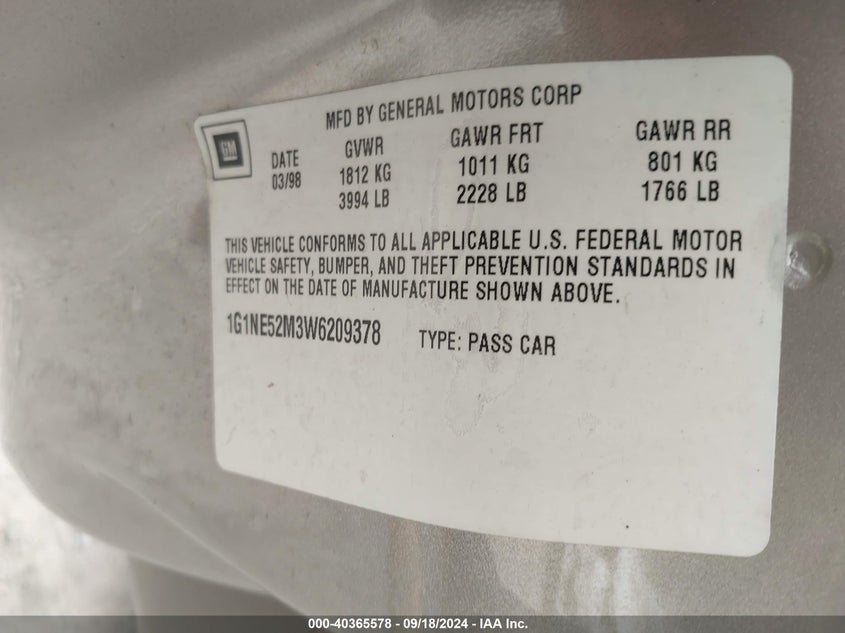 MFD BY GENERAL MOTORS CORP
GM
DATE GVWR GAWR FRT GAWR RR
03/98 1812 KG 1011 KG 801 KG
3994 LB 2228 LB 1766 LB
THIS VEHICLE CONFORMS TO ALL APPLICABLE U.S. FEDERAL MOTOR
VEHICLE SAFETY, BUMPER, AND THEFT PREVENTION STANDARDS IN
EFFECT ON THE DATE OF MANUFACTURE SHOWN ABOVE.
1G1NE52M3W6209378 TYPE: PASS CAR
000-40365578 - 09/18/2024 - IAA Inc.